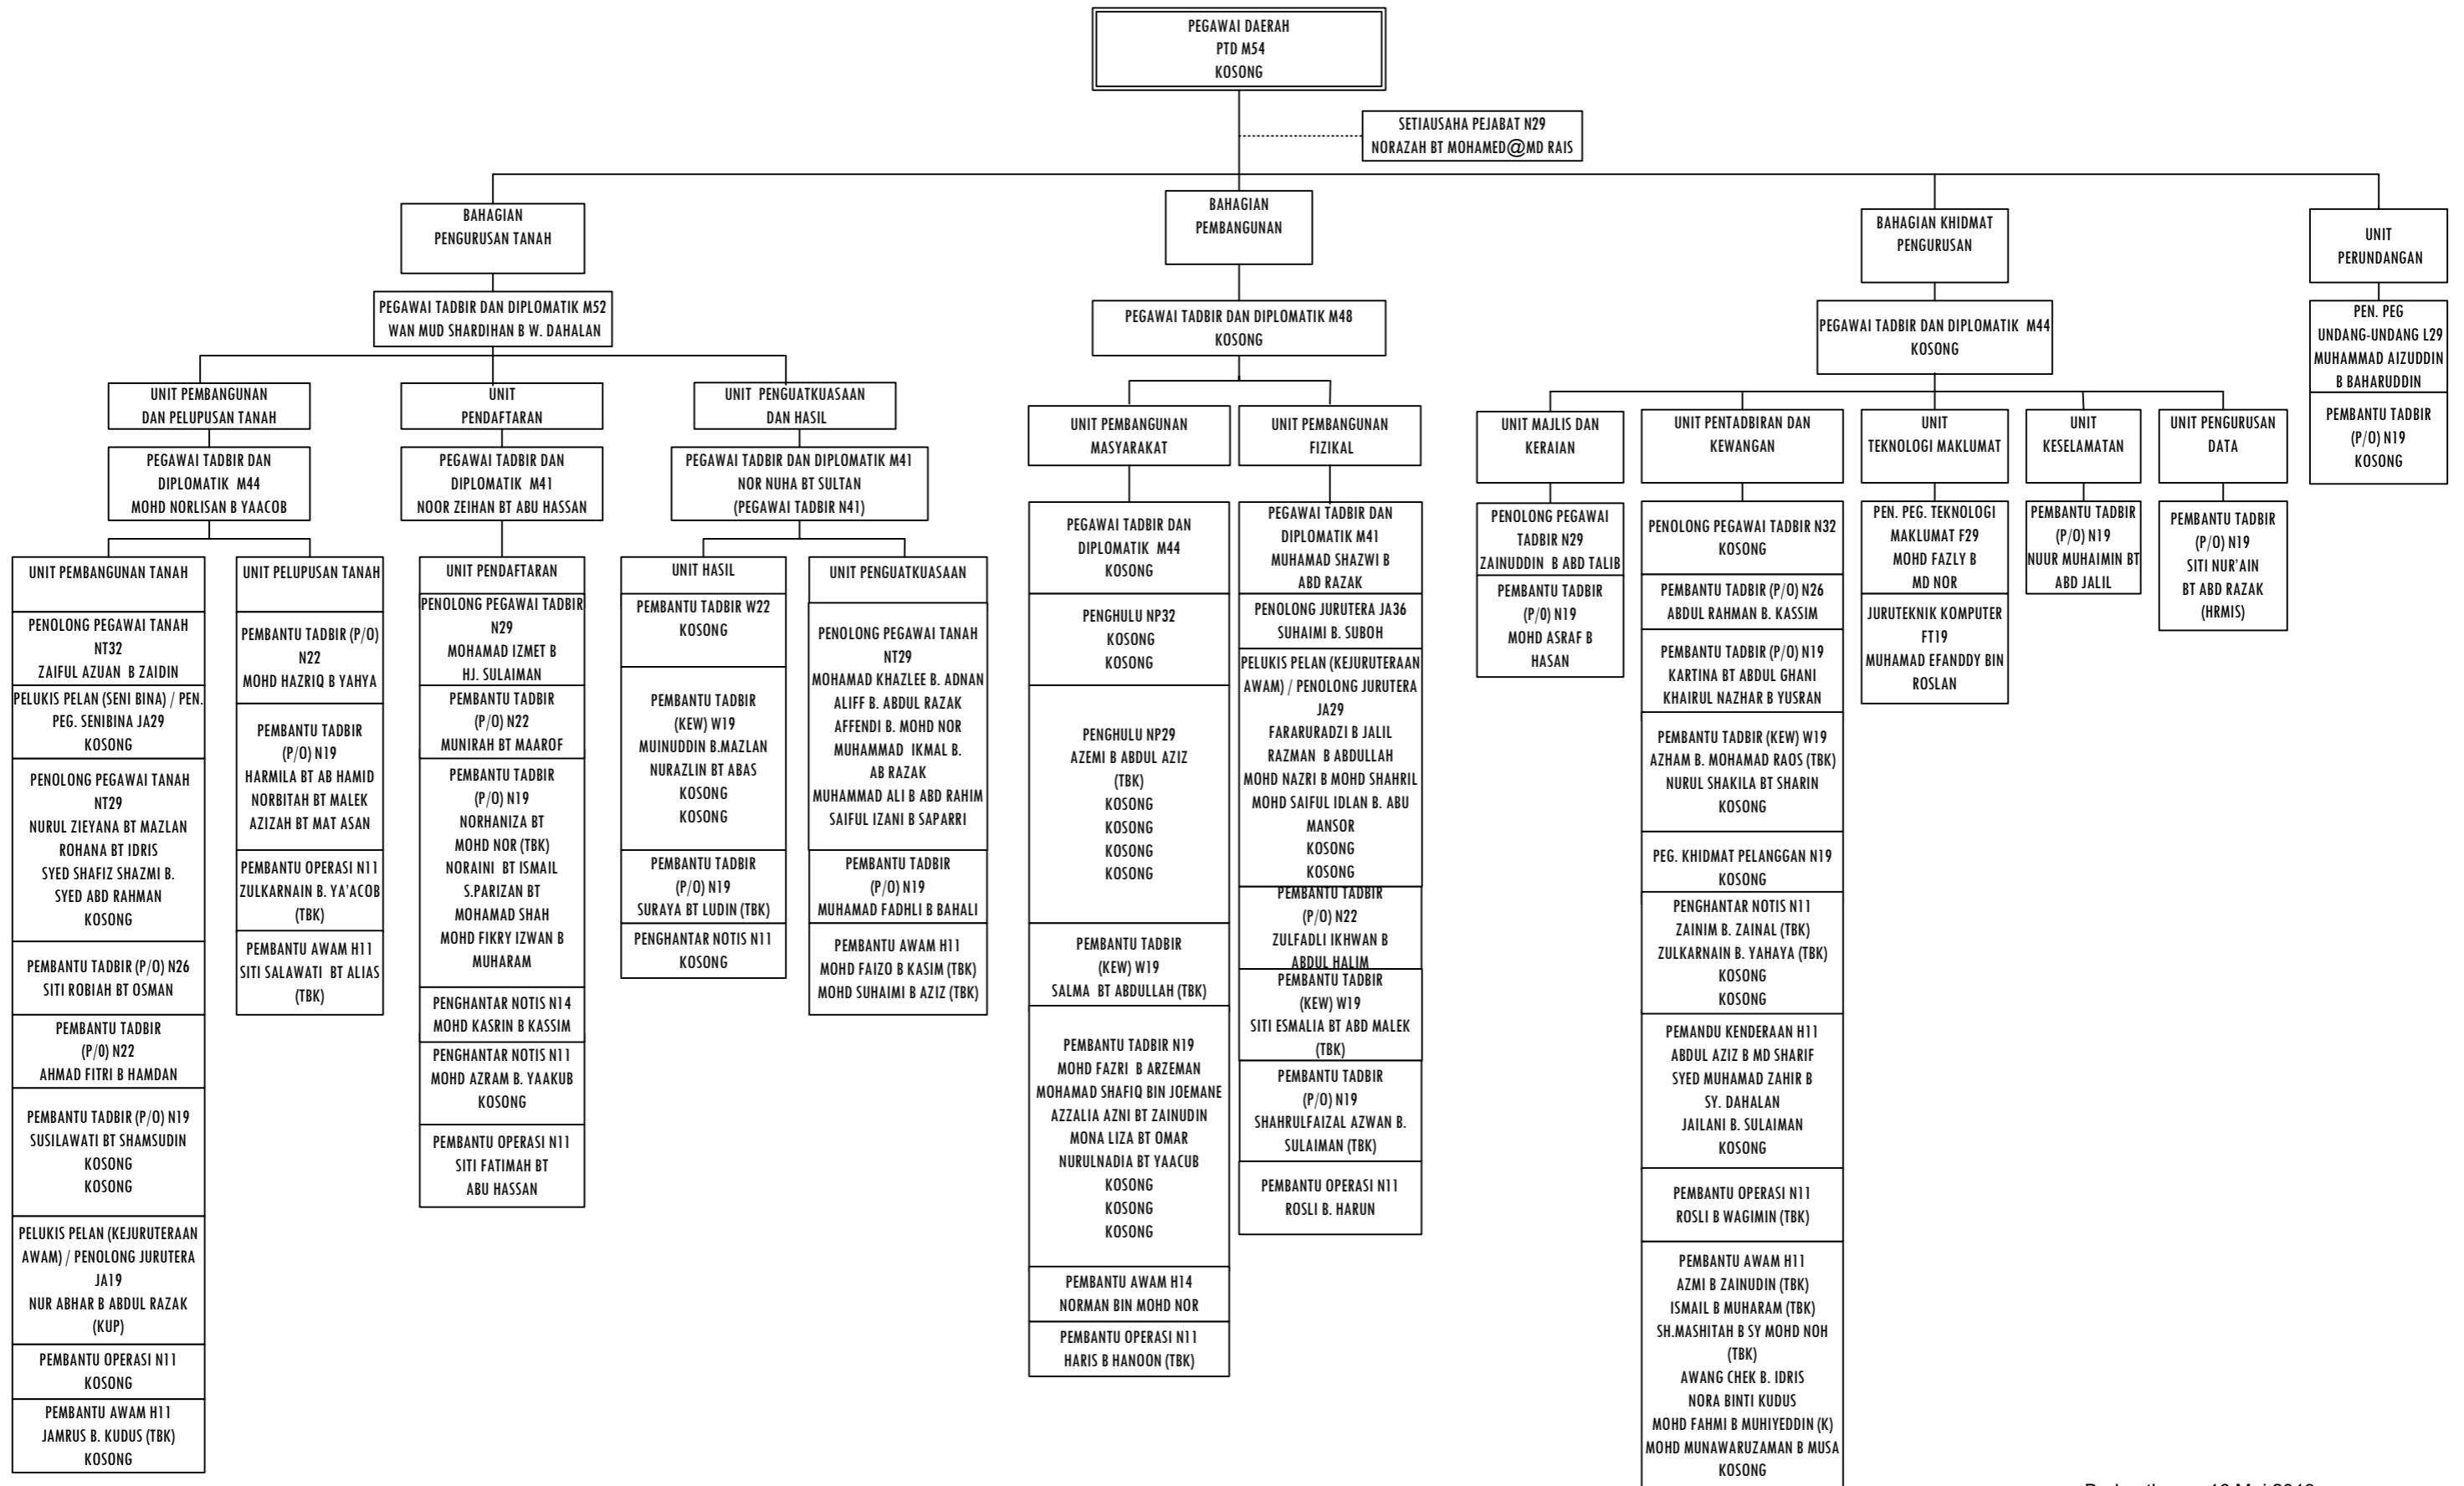 PEGAWAI DAERAH
PTD M54
KOSONG
SETIAUSAHA PEJABAT N29
NORAZAH BT MOHAMED@MD RAIS
BAHAGIAN
PENGURUSAN TANAH
PEGAWAI TADBIR DAN DIPLOMATIK M52
WAN MUD SHARDIHAN B W. DAHALAN
UNIT PEMBANGUNAN
DAN PELUPUSAN TANAH
PEGAWAI TADBIR DAN
DIPLOMATIK M44
MOHD NORLISAN B YAACOB
UNIT PEMBANGUNAN TANAH
PENOLONG PEGAWAI TANAH
NT32
ZAIFUL AZUAN B ZAIDIN
PELUKIS PELAN (SENI BINA) / PEN.
PEG. SENIBINA JA29
KOSONG
PENOLONG PEGAWAI TANAH
NT29
NURUL ZIEYANA BT MAZLAN
ROHANA BT IDRIS
SYED SHAFIZ SHAZMI B.
SYED ABD RAHMAN
KOSONG
PEMBANTU TADBIR (P/O) N26
SITI ROBIAH BT OSMAN
PEMBANTU TADBIR
(P/O) N22
AHMAD FITRI B HAMDAN
PEMBANTU TADBIR (P/O) N19
SUSILAWATI BT SHAMSUDIN
KOSONG
KOSONG
PELUKIS PELAN (KEJURUTERAAN
AWAM) / PENOLONG JURUTERA
JA19
NUR ABHAR B ABDUL RAZAK
(KUP)
PEMBANTU OPERASI N11
KOSONG
PEMBANTU AWAM H11
JAMRUS B. KUDUS (TBK)
KOSONG
UNIT PELUPUSAN TANAH
PEMBANTU TADBIR (P/O)
N22
MOHD HAZRIQ B YAHYA
PEMBANTU TADBIR
(P/O) N19
HARMILA BT AB HAMID
NORBITAH BT MALEK
AZIZAH BT MAT ASAN
PEMBANTU OPERASI N11
ZULKARNAIN B. YA'ACOB
(TBK)
PEMBANTU AWAM H11
SITI SALAWATI BT ALIAS
(TBK)
UNIT
PENDAFTARAN
PEGAWAI TADBIR DAN
DIPLOMATIK M41
NOOR ZEIHAN BT ABU HASSAN
UNIT PENDAFTARAN
PENOLONG PEGAWAI TADBIR
N29
MOHAMAD IZMET B
HJ. SULAIMAN
PEMBANTU TADBIR
(P/O) N22
MUNIRAH BT MAAROF
PEMBANTU TADBIR
(P/O) N19
NORHANIZA BT
MOHD NOR (TBK)
NORAINI BT ISMAIL
S.PARIZAN BT
MOHAMAD SHAH
MOHD FIKRY IZWAN B
MUHARAM
PENGHANTAR NOTIS N14
MOHD KASRIN B KASSIM
PENGHANTAR NOTIS N11
MOHD AZRAM B. YAAKUB
KOSONG
PEMBANTU OPERASI N11
SITI FATIMAH BT
ABU HASSAN
UNIT PENGUATKUASAAN
DAN HASIL
PEGAWAI TADBIR DAN DIPLOMATIK M41
NOR NUHA BT SULTAN
(PEGAWAI TADBIR N41)
UNIT HASIL
PEMBANTU TADBIR W22
KOSONG
PEMBANTU TADBIR
(KEW) W19
MUINUDDIN B.MAZLAN
NURAZLIN BT ABAS
KOSONG
KOSONG
PEMBANTU TADBIR
(P/O) N19
SURAYA BT LUDIN (TBK)
PENGHANTAR NOTIS N11
KOSONG
UNIT PENGUATKUASAAN
PENOLONG PEGAWAI TANAH
NT29
MOHAMAD KHAZLEE B. ADNAN
ALIFF B. ABDUL RAZAK
AFFENDI B. MOHD NOR
MUHAMMAD IKMAL B.
AB RAZAK
MUHAMMAD ALI B ABD RAHIM
SAIFUL IZANI B SAPARRI
PEMBANTU TADBIR
(P/O) N19
MUHAMAD FADHLI B BAHALI
PEMBANTU AWAM H11
MOHD FAIZO B KASIM (TBK)
MOHD SUHAIMI B AZIZ (TBK)
BAHAGIAN
PEMBANGUNAN
PEGAWAI TADBIR DAN DIPLOMATIK M48
KOSONG
UNIT PEMBANGUNAN
MASYARAKAT
PEGAWAI TADBIR DAN
DIPLOMATIK M44
KOSONG
PENGHULU NP32
KOSONG
KOSONG
PENGHULU NP29
AZEMI B ABDUL AZIZ
(TBK)
KOSONG
KOSONG
KOSONG
KOSONG
PEMBANTU TADBIR
(KEW) W19
SALMA BT ABDULLAH (TBK)
PEMBANTU TADBIR N19
MOHD FAZRI B ARZEMAN
MOHAMAD SHAFIQ BIN JOEMANE
AZZALIA AZNI BT ZAINUDIN
MONA LIZA BT OMAR
NURULNADIA BT YAACUB
KOSONG
KOSONG
KOSONG
PEMBANTU AWAM H14
NORMAN BIN MOHD NOR
PEMBANTU OPERASI N11
HARIS B HANOON (TBK)
UNIT PEMBANGUNAN
FIZIKAL
PEGAWAI TADBIR DAN
DIPLOMATIK M41
MUHAMAD SHAZWI B
ABD RAZAK
PENOLONG JURUTERA JA36
SUHAIMI B. SUBOH
PELUKIS PELAN (KEJURUTERAAN
AWAM) / PENOLONG JURUTERA
JA29
FARARURADZI B JALIL
RAZMAN B ABDULLAH
MOHD NAZRI B MOHD SHAHRIL
MOHD SAIFUL IDLAN B. ABU
MANSOR
KOSONG
KOSONG
PEMBANTU TADBIR
(P/O) N22
ZULFADLI IKHWAN B
ABDUL HALIM
PEMBANTU TADBIR
(KEW) W19
SITI ESMALIA BT ABD MALEK
(TBK)
PEMBANTU TADBIR
(P/O) N19
SHAHRULFAIZAL AZWAN B.
SULAIMAN (TBK)
PEMBANTU OPERASI N11
ROSLI B. HARUN
BAHAGIAN KHIDMAT
PENGURUSAN
PEGAWAI TADBIR DAN DIPLOMATIK M44
KOSONG
UNIT MAJLIS DAN
KERAIAN
PENOLONG PEGAWAI
TADBIR N29
ZAINUDDIN B ABD TALIB
PEMBANTU TADBIR
(P/O) N19
MOHD ASRAF B
HASAN
UNIT PENTADBIRAN DAN
KEWANGAN
PENOLONG PEGAWAI TADBIR N32
KOSONG
PEMBANTU TADBIR (P/O) N26
ABDUL RAHMAN B. KASSIM
PEMBANTU TADBIR (P/O) N19
KARTINA BT ABDUL GHANI
KHAIRUL NAZHAR B YUSRAN
PEMBANTU TADBIR (KEW) W19
AZHAM B. MOHAMAD RAOS (TBK)
NURUL SHAKILA BT SHARIN
KOSONG
PEG. KHIDMAT PELANGGAN N19
KOSONG
PENGHANTAR NOTIS N11
ZAINIM B. ZAINAL (TBK)
ZULKARNAIN B. YAHAYA (TBK)
KOSONG
KOSONG
PEMANDU KENDERAAN H11
ABDUL AZIZ B MD SHARIF
SYED MUHAMAD ZAHIR B
SY. DAHALAN
JAILANI B. SULAIMAN
KOSONG
PEMBANTU OPERASI N11
ROSLI B WAGIMIN (TBK)
PEMBANTU AWAM H11
AZMI B ZAINUDIN (TBK)
ISMAIL B MUHARAM (TBK)
SH.MASHITAH B SY MOHD NOH
(TBK)
AWANG CHEK B. IDRIS
NORA BINTI KUDUS
MOHD FAHMI B MUHIYEDDIN (K)
MOHD MUNAWARUZAMAN B MUSA
KOSONG
UNIT
TEKNOLOGI MAKLUMAT
PEN. PEG. TEKNOLOGI
MAKLUMAT F29
MOHD FAZLY B
MD NOR
JURUTEKNIK KOMPUTER
FT19
MUHAMAD EFANDDY BIN
ROSLAN
UNIT
KESELAMATAN
PEMBANTU TADBIR
(P/O) N19
NUUR MUHAIMIN BT
ABD JALIL
UNIT PENGURUSAN
DATA
PEMBANTU TADBIR
(P/O) N19
SITI NUR'AIN
BT ABD RAZAK
(HRMIS)
UNIT
PERUNDANGAN
PEN. PEG
UNDANG-UNDANG L29
MUHAMMAD AIZUDDIN
B BAHARUDDIN
PEMBANTU TADBIR
(P/O) N19
KOSONG